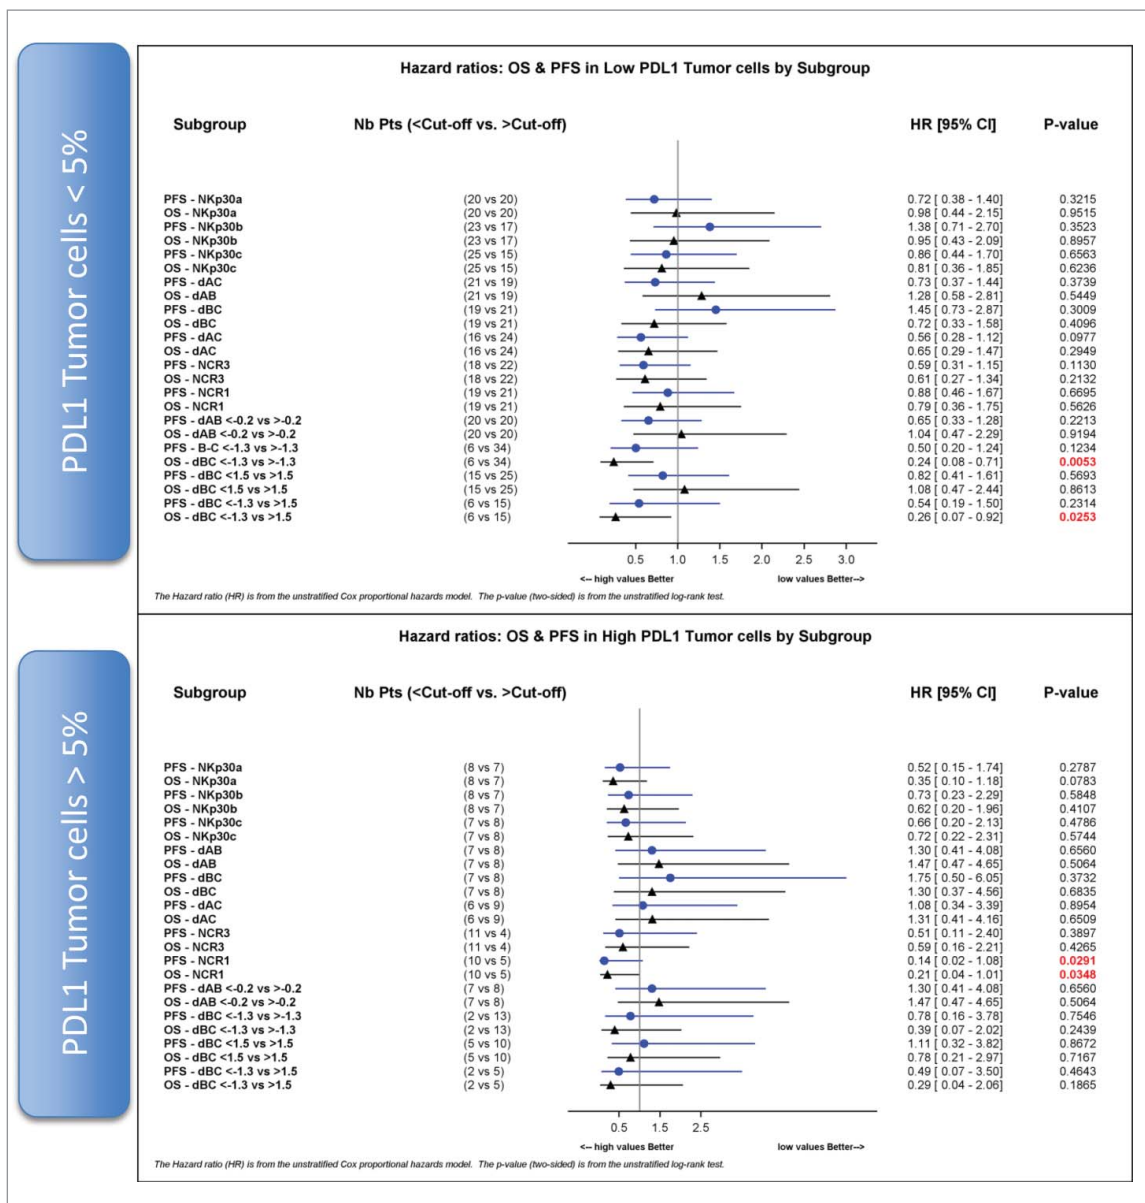 PDL1 Tumor cells < 5%
Hazard ratios: OS & PFS in Low PDL1 Tumor cells by Subgroup
Subgroup Nb Pts (<Cut-off vs. >Cut-off) HR [95% CI] P-value
PFS - NKp30a (20 vs 20) 0.72 [ 0.38 - 1.40] 0.3215
OS - NKp30a (20 vs 20) 0.98 [ 0.44 - 2.15] 0.9515
PFS - NKp30b (23 vs 17) 1.38 [ 0.71 - 2.70] 0.3523
OS - NKp30b (23 vs 17) 0.95 [ 0.43 - 2.09] 0.8957
PFS - NKp30c (25 vs 15) 0.86 [ 0.44 - 1.70] 0.6563
OS - NKp30c (25 vs 15) 0.81 [ 0.36 - 1.85] 0.6236
PFS - dAC (21 vs 19) 0.73 [ 0.37 - 1.44] 0.3739
OS - dAB (21 vs 19) 1.28 [ 0.58 - 2.81] 0.5449
PFS - dBC (19 vs 21) 1.45 [ 0.73 - 2.87] 0.3009
OS - dBC (19 vs 21) 0.72 [ 0.33 - 1.58] 0.4096
PFS - dAC (16 vs 24) 0.56 [ 0.28 - 1.12] 0.0977
OS - dAC (16 vs 24) 0.65 [ 0.29 - 1.47] 0.2949
PFS - NCR3 (18 vs 22) 0.59 [ 0.31 - 1.15] 0.1130
OS - NCR3 (18 vs 22) 0.61 [ 0.27 - 1.34] 0.2132
PFS - NCR1 (19 vs 21) 0.88 [ 0.46 - 1.67] 0.6695
OS - NCR1 (19 vs 21) 0.79 [ 0.36 - 1.75] 0.5626
PFS - dAB <-0.2 vs >-0.2 (20 vs 20) 0.65 [ 0.33 - 1.28] 0.2213
OS - dAB <-0.2 vs >-0.2 (20 vs 20) 1.04 [ 0.47 - 2.29] 0.9194
PFS - B-C <-1.3 vs >-1.3 (6 vs 34) 0.50 [ 0.20 - 1.24] 0.1234
OS - dBC <-1.3 vs >-1.3 (6 vs 34) 0.24 [ 0.08 - 0.71] 0.0053
PFS - dBC <1.5 vs >1.5 (15 vs 25) 0.82 [ 0.41 - 1.61] 0.5693
OS - dBC <1.5 vs >1.5 (15 vs 25) 1.08 [ 0.47 - 2.44] 0.8613
PFS - dBC <-1.3 vs >1.5 (6 vs 15) 0.54 [ 0.19 - 1.50] 0.2314
OS - dBC <-1.3 vs >1.5 (6 vs 15) 0.26 [ 0.07 - 0.92] 0.0253
0.5 1.0 1.5 2.0 2.5 3.0
<-- high values Better low values Better-->
The Hazard ratio (HR) is from the unstratified Cox proportional hazards model. The p-value (two-sided) is from the unstratified log-rank test.
PDL1 Tumor cells > 5%
Hazard ratios: OS & PFS in High PDL1 Tumor cells by Subgroup
Subgroup Nb Pts (<Cut-off vs. >Cut-off) HR [95% CI] P-value
PFS - NKp30a (8 vs 7) 0.52 [ 0.15 - 1.74] 0.2787
OS - NKp30a (8 vs 7) 0.35 [ 0.10 - 1.18] 0.0783
PFS - NKp30b (8 vs 7) 0.73 [ 0.23 - 2.29] 0.5848
OS - NKp30b (8 vs 7) 0.62 [ 0.20 - 1.96] 0.4107
PFS - NKp30c (7 vs 8) 0.66 [ 0.20 - 2.13] 0.4786
OS - NKp30c (7 vs 8) 0.72 [ 0.22 - 2.31] 0.5744
PFS - dAB (7 vs 8) 1.30 [ 0.41 - 4.08] 0.6560
OS - dAB (7 vs 8) 1.47 [ 0.47 - 4.65] 0.5064
PFS - dBC (7 vs 8) 1.75 [ 0.50 - 6.05] 0.3732
OS - dBC (7 vs 8) 1.30 [ 0.37 - 4.56] 0.6835
PFS - dAC (6 vs 9) 1.08 [ 0.34 - 3.39] 0.8954
OS - dAC (6 vs 9) 1.31 [ 0.41 - 4.16] 0.6509
PFS - NCR3 (11 vs 4) 0.51 [ 0.11 - 2.40] 0.3897
OS - NCR3 (11 vs 4) 0.59 [ 0.16 - 2.21] 0.4265
PFS - NCR1 (10 vs 5) 0.14 [ 0.02 - 1.08] 0.0291
OS - NCR1 (10 vs 5) 0.21 [ 0.04 - 1.01] 0.0348
PFS - dAB <-0.2 vs >-0.2 (7 vs 8) 1.30 [ 0.41 - 4.08] 0.6560
OS - dAB <-0.2 vs >-0.2 (7 vs 8) 1.47 [ 0.47 - 4.65] 0.5064
PFS - dBC <-1.3 vs >-1.3 (2 vs 13) 0.78 [ 0.16 - 3.78] 0.7546
OS - dBC <-1.3 vs >-1.3 (2 vs 13) 0.39 [ 0.07 - 2.02] 0.2439
PFS - dBC <1.5 vs >1.5 (5 vs 10) 1.11 [ 0.32 - 3.82] 0.8672
OS - dBC <1.5 vs >1.5 (5 vs 10) 0.78 [ 0.21 - 2.97] 0.7167
PFS - dBC <-1.3 vs >1.5 (2 vs 5) 0.49 [ 0.07 - 3.50] 0.4643
OS - dBC <-1.3 vs >1.5 (2 vs 5) 0.29 [ 0.04 - 2.06] 0.1865
0.5 1.5 2.5
<-- high values Better low values Better-->
The Hazard ratio (HR) is from the unstratified Cox proportional hazards model. The p-value (two-sided) is from the unstratified log-rank test.